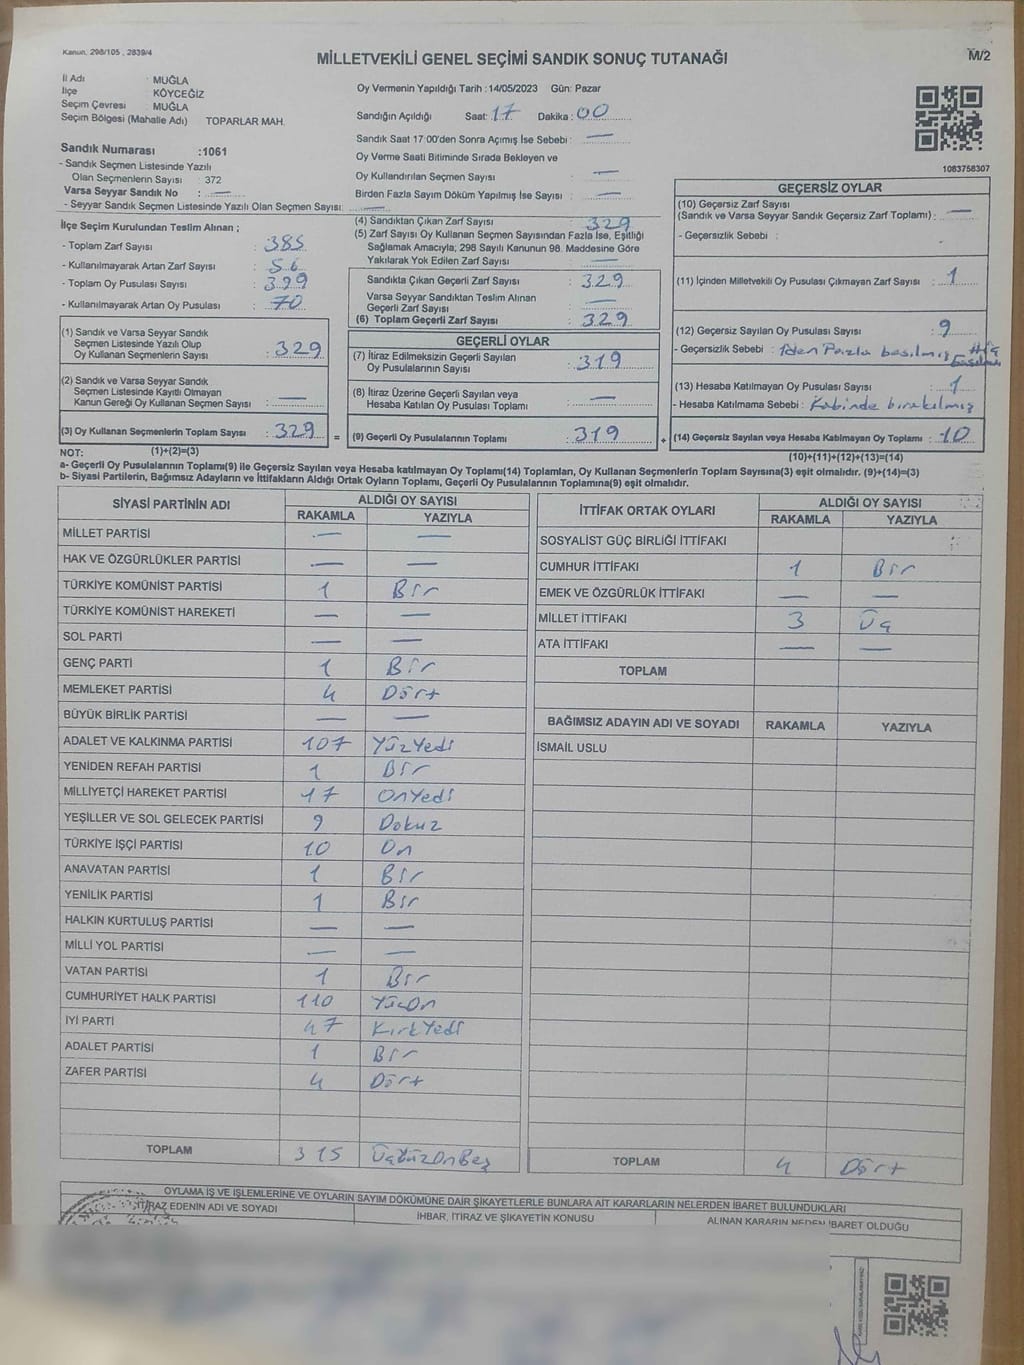 Kanun, 298/105 , 2839/4
MİLLETVEKİLİ GENEL SEÇİMİ SANDIK SONUÇ TUTANAĞI
M/2
İl Adı : MUĞLA
İlçe : KÖYCEĞİZ
Seçim Çevresi : MUĞLA
Seçim Bölgesi (Mahalle Adı) TOPARLAR MAH.
Sandık Numarası :1061
- Sandık Seçmen Listesinde Yazılı
Olan Seçmenlerin Sayısı : 372
Varsa Seyyar Sandık No : —
- Seyyar Sandık Seçmen Listesinde Yazılı Olan Seçmen Sayısı: —
İlçe Seçim Kurulundan Teslim Alınan ;
- Toplam Zarf Sayısı : 385
- Kullanılmayarak Artan Zarf Sayısı : 56
- Toplam Oy Pusulası Sayısı : 399
- Kullanılmayarak Artan Oy Pusulası : 70
(1) Sandık ve Varsa Seyyar Sandık
Seçmen Listesinde Yazılı Olup
Oy Kullanan Seçmenlerin Sayısı : 329
(2) Sandık ve Varsa Seyyar Sandık
Seçmen Listesinde Kayıtlı Olmayan
Kanun Gereği Oy Kullanan Seçmen Sayısı : —
(3) Oy Kullanan Seçmenlerin Toplam Sayısı : 329
Oy Vermenin Yapıldığı Tarih : 14/05/2023 Gün: Pazar
Sandığın Açıldığı Saat: 17 Dakika : 00
Sandık Saat 17:00'den Sonra Açımış İse Sebebi : —
Oy Verme Saati Bitiminde Sırada Bekleyen ve
Oy Kullandırılan Seçmen Sayısı : —
Birden Fazla Sayım Döküm Yapılmış İse Sayısı : —
(4) Sandıktan Çıkan Zarf Sayısı : 329
(5) Zarf Sayısı Oy Kullanan Seçmen Sayısından Fazla İse, Eşitliği
Sağlamak Amacıyla; 298 Sayılı Kanunun 98. Maddesine Göre
Yakılarak Yok Edilen Zarf Sayısı : —
Sandıkta Çıkan Geçerli Zarf Sayısı : 329
Varsa Seyyar Sandıktan Teslim Alınan
Geçerli Zarf Sayısı : —
(6) Toplam Geçerli Zarf Sayısı : 329
GEÇERLİ OYLAR
(7) İtiraz Edilmeksizin Geçerli Sayılan
Oy Pusulalarının Sayısı : 319
(8) İtiraz Üzerine Geçerli Sayılan veya
Hesaba Katılan Oy Pusulası Toplamı : —
= (9) Geçerli Oy Pusulalarının Toplamı : 319
1083758307
GEÇERSİZ OYLAR
(10) Geçersiz Zarf Sayısı
(Sandık ve Varsa Seyyar Sandık Geçersiz Zarf Toplamı) : —
- Geçersizlik Sebebi :
(11) İçinden Milletvekili Oy Pusulası Çıkmayan Zarf Sayısı : 1
(12) Geçersiz Sayılan Oy Pusulası Sayısı : 9
- Geçersizlik Sebebi : 1den Fazla basılmış
(13) Hesaba Katılmayan Oy Pusulası Sayısı : 1
- Hesaba Katılmama Sebebi : Kabinde bırakılmış
+ (14) Geçersiz Sayılan veya Hesaba Katılmayan Oy Toplamı : 10
NOT: (1)+(2)=(3)
(10)+(11)+(12)+(13)=(14)
a- Geçerli Oy Pusulalarının Toplamı(9) ile Geçersiz Sayılan veya Hesaba katılmayan Oy Toplamı(14) Toplamları, Oy Kullanan Seçmenlerin Toplam Sayısına(3) eşit olmalıdır. (9)+(14)=(3)
b- Siyasi Partilerin, Bağımsız Adayların ve İttifakların Aldığı Ortak Oyların Toplamı, Geçerli Oy Pusulalarının Toplamına(9) eşit olmalıdır.
SİYASİ PARTİNİN ADI ALDIĞI OY SAYISI
RAKAMLA YAZIYLA
MİLLET PARTİSİ — —
HAK VE ÖZGÜRLÜKLER PARTİSİ — —
TÜRKİYE KOMÜNİST PARTİSİ 1 Bir
TÜRKİYE KOMÜNİST HAREKETİ — —
SOL PARTİ — —
GENÇ PARTİ 1 Bir
MEMLEKET PARTİSİ 4 Dört
BÜYÜK BİRLİK PARTİSİ — —
ADALET VE KALKINMA PARTİSİ 107 YüzYedi
YENİDEN REFAH PARTİSİ 1 Bir
MİLLİYETÇİ HAREKET PARTİSİ 17 OnYedi
YEŞİLLER VE SOL GELECEK PARTİSİ 9 Dokuz
TÜRKİYE İŞÇİ PARTİSİ 10 On
ANAVATAN PARTİSİ 1 Bir
YENİLİK PARTİSİ 1 Bir
HALKIN KURTULUŞ PARTİSİ — —
MİLLİ YOL PARTİSİ — —
VATAN PARTİSİ 1 Bir
CUMHURİYET HALK PARTİSİ 110 YüzOn
İYİ PARTİ 47 KırkYedi
ADALET PARTİSİ 1 Bir
ZAFER PARTİSİ 4 Dört
TOPLAM 315 ÜçYüzOnBeş
İTTİFAK ORTAK OYLARI ALDIĞI OY SAYISI
RAKAMLA YAZIYLA
SOSYALİST GÜÇ BİRLİĞİ İTTİFAKI
CUMHUR İTTİFAKI 1 Bir
EMEK VE ÖZGÜRLÜK İTTİFAKI — —
MİLLET İTTİFAKI 3 Üç
ATA İTTİFAKI — —
TOPLAM
BAĞIMSIZ ADAYIN ADI VE SOYADI RAKAMLA YAZIYLA
İSMAİL USLU
TOPLAM 4 Dört
OYLAMA İŞ VE İŞLEMLERİNE VE OYLARIN SAYIM DÖKÜMÜNE DAİR ŞİKAYETLERLE BUNLARA AİT KARARLARIN NELERDEN İBARET BULUNDUKLARI
İTİRAZ EDENİN ADI VE SOYADI
İHBAR, İTİRAZ VE ŞİKAYETİN KONUSU
ALINAN KARARIN NEDEN İBARET OLDUĞU